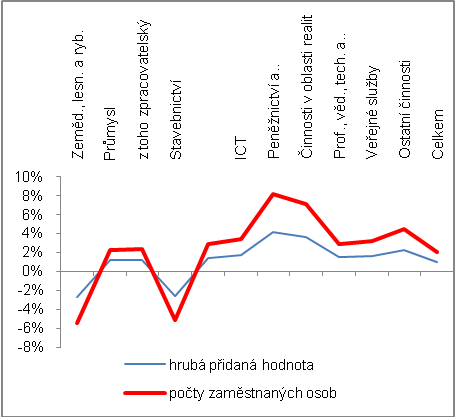 Zeměd., lesn. a ryb.
Průmysl
z toho zpracovatelský
Stavebnictví
ICT
Peněžnictví a..
Činnosti v oblasti realit
Prof., věd., tech. a..
Veřejné služby
Ostatní činnosti
Celkem
10%
8%
6%
4%
2%
0%
-2%
-4%
-6%
-8%
hrubá přidaná hodnota
počty zaměstnaných osob